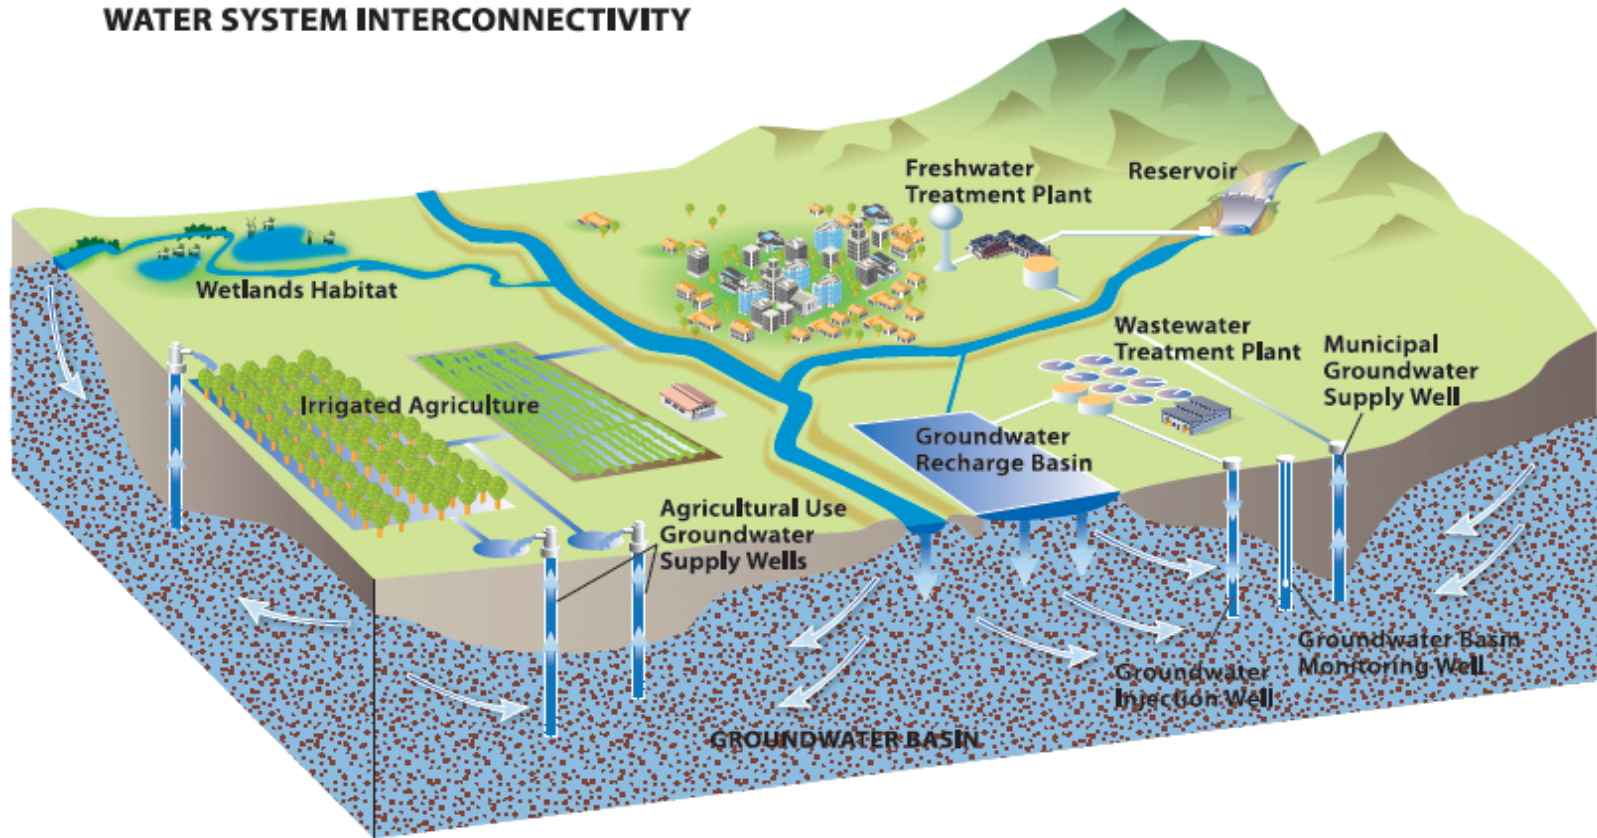 WATER SYSTEM INTERCONNECTIVITY
Freshwater
Treatment Plant
Reservoir
Wetlands Habitat
Wastewater
Treatment Plant
Municipal
Groundwater
Supply Well
Irrigated Agriculture
Groundwater
Recharge Basin
Agricultural Use
Groundwater
Supply Wells
Groundwater Basin
Monitoring Well
Groundwater
Injection Well
GROUNDWATER BASIN